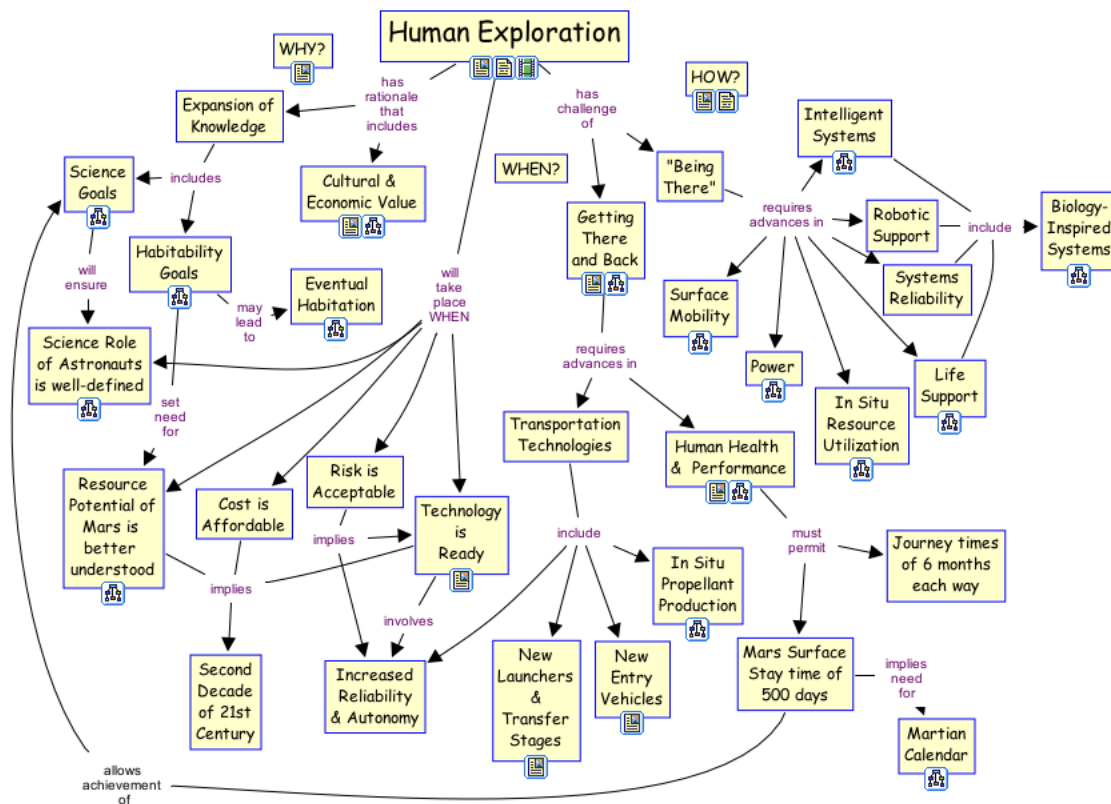 Human Exploration
WHY?
HOW?
has
rationale
that
includes
has
challenge
of
Expansion of
Knowledge
Intelligent
Systems
Science
Goals
includes
Cultural &
Economic Value
WHEN?
"Being
There"
requires
advances in
Robotic
Support
include
Biology-
Inspired
Systems
Getting
There
and Back
Habitability
Goals
will
ensure
may
lead
to
Eventual
Habitation
will
take
place
WHEN
Surface
Mobility
Systems
Reliability
Science Role
of Astronauts
is well-defined
requires
advances in
Power
In Situ
Resource
Utilization
Life
Support
set
need
for
Transportation
Technologies
Human Health
& Performance
Resource
Potential of
Mars is
better
understood
Cost is
Affordable
Risk is
Acceptable
Technology
is
Ready
implies
include
must
permit
Journey times
of 6 months
each way
In Situ
Propellant
Production
implies
involves
Second
Decade
of 21st
Century
Increased
Reliability
& Autonomy
New
Launchers
&
Transfer
Stages
New
Entry
Vehicles
Mars Surface
Stay time of
500 days
implies
need
for
Martian
Calendar
allows
achievement
of